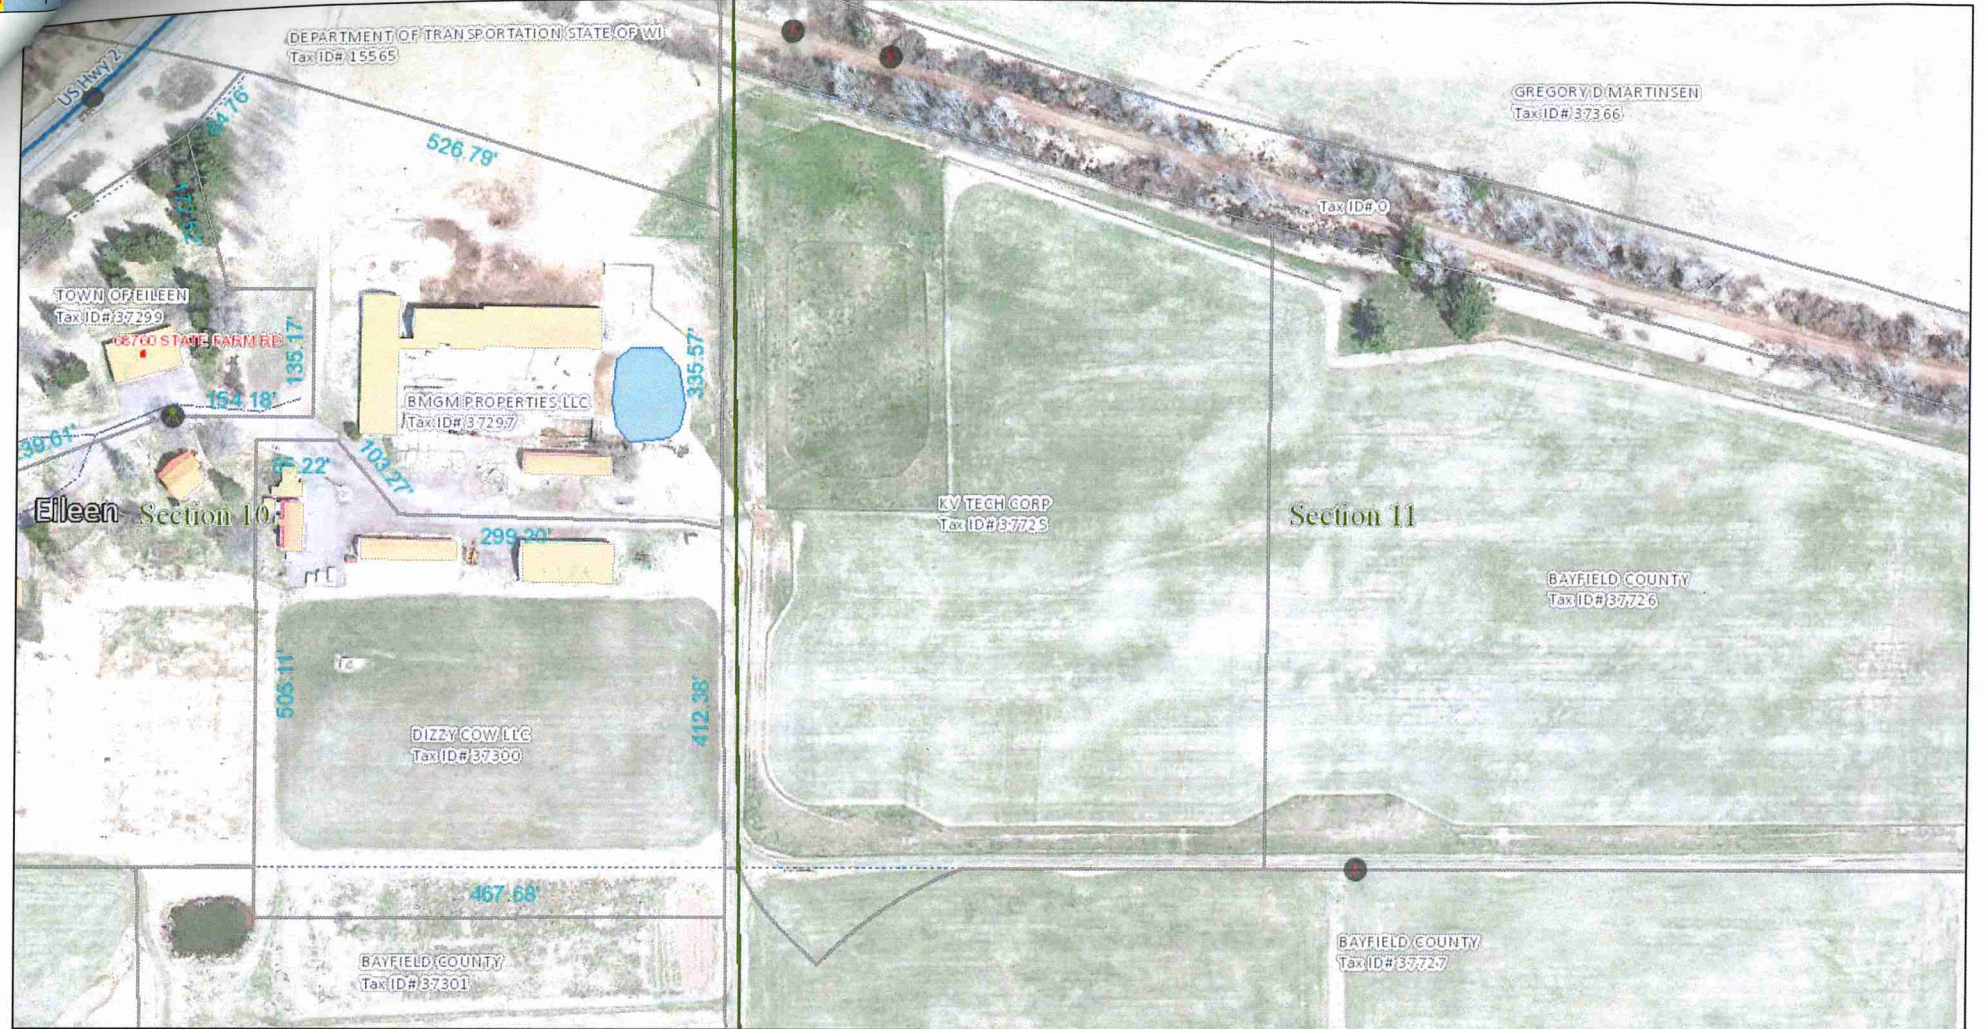 DEPARTMENT OF TRANSPORTATION STATE OF WI
Tax ID# 15565
US Hwy 2
GREGORY D MARTINSEN
Tax ID# 37366
526.79'
Tax ID# 0
TOWN OF EILEEN
Tax ID# 37299
68760 STATE FARM RD
135.17'
335.57'
154.18'
BMGM PROPERTIES LLC
Tax ID# 37297
39.61'
103.27'
Eileen
Section 10
KV TECH CORP
Tax ID# 37725
Section 11
299.20'
BAYFIELD COUNTY
Tax ID# 37726
505.11'
412.38'
DIZZY COW LLC
Tax ID# 37300
467.68'
BAYFIELD COUNTY
Tax ID# 37301
BAYFIELD COUNTY
Tax ID# 37727